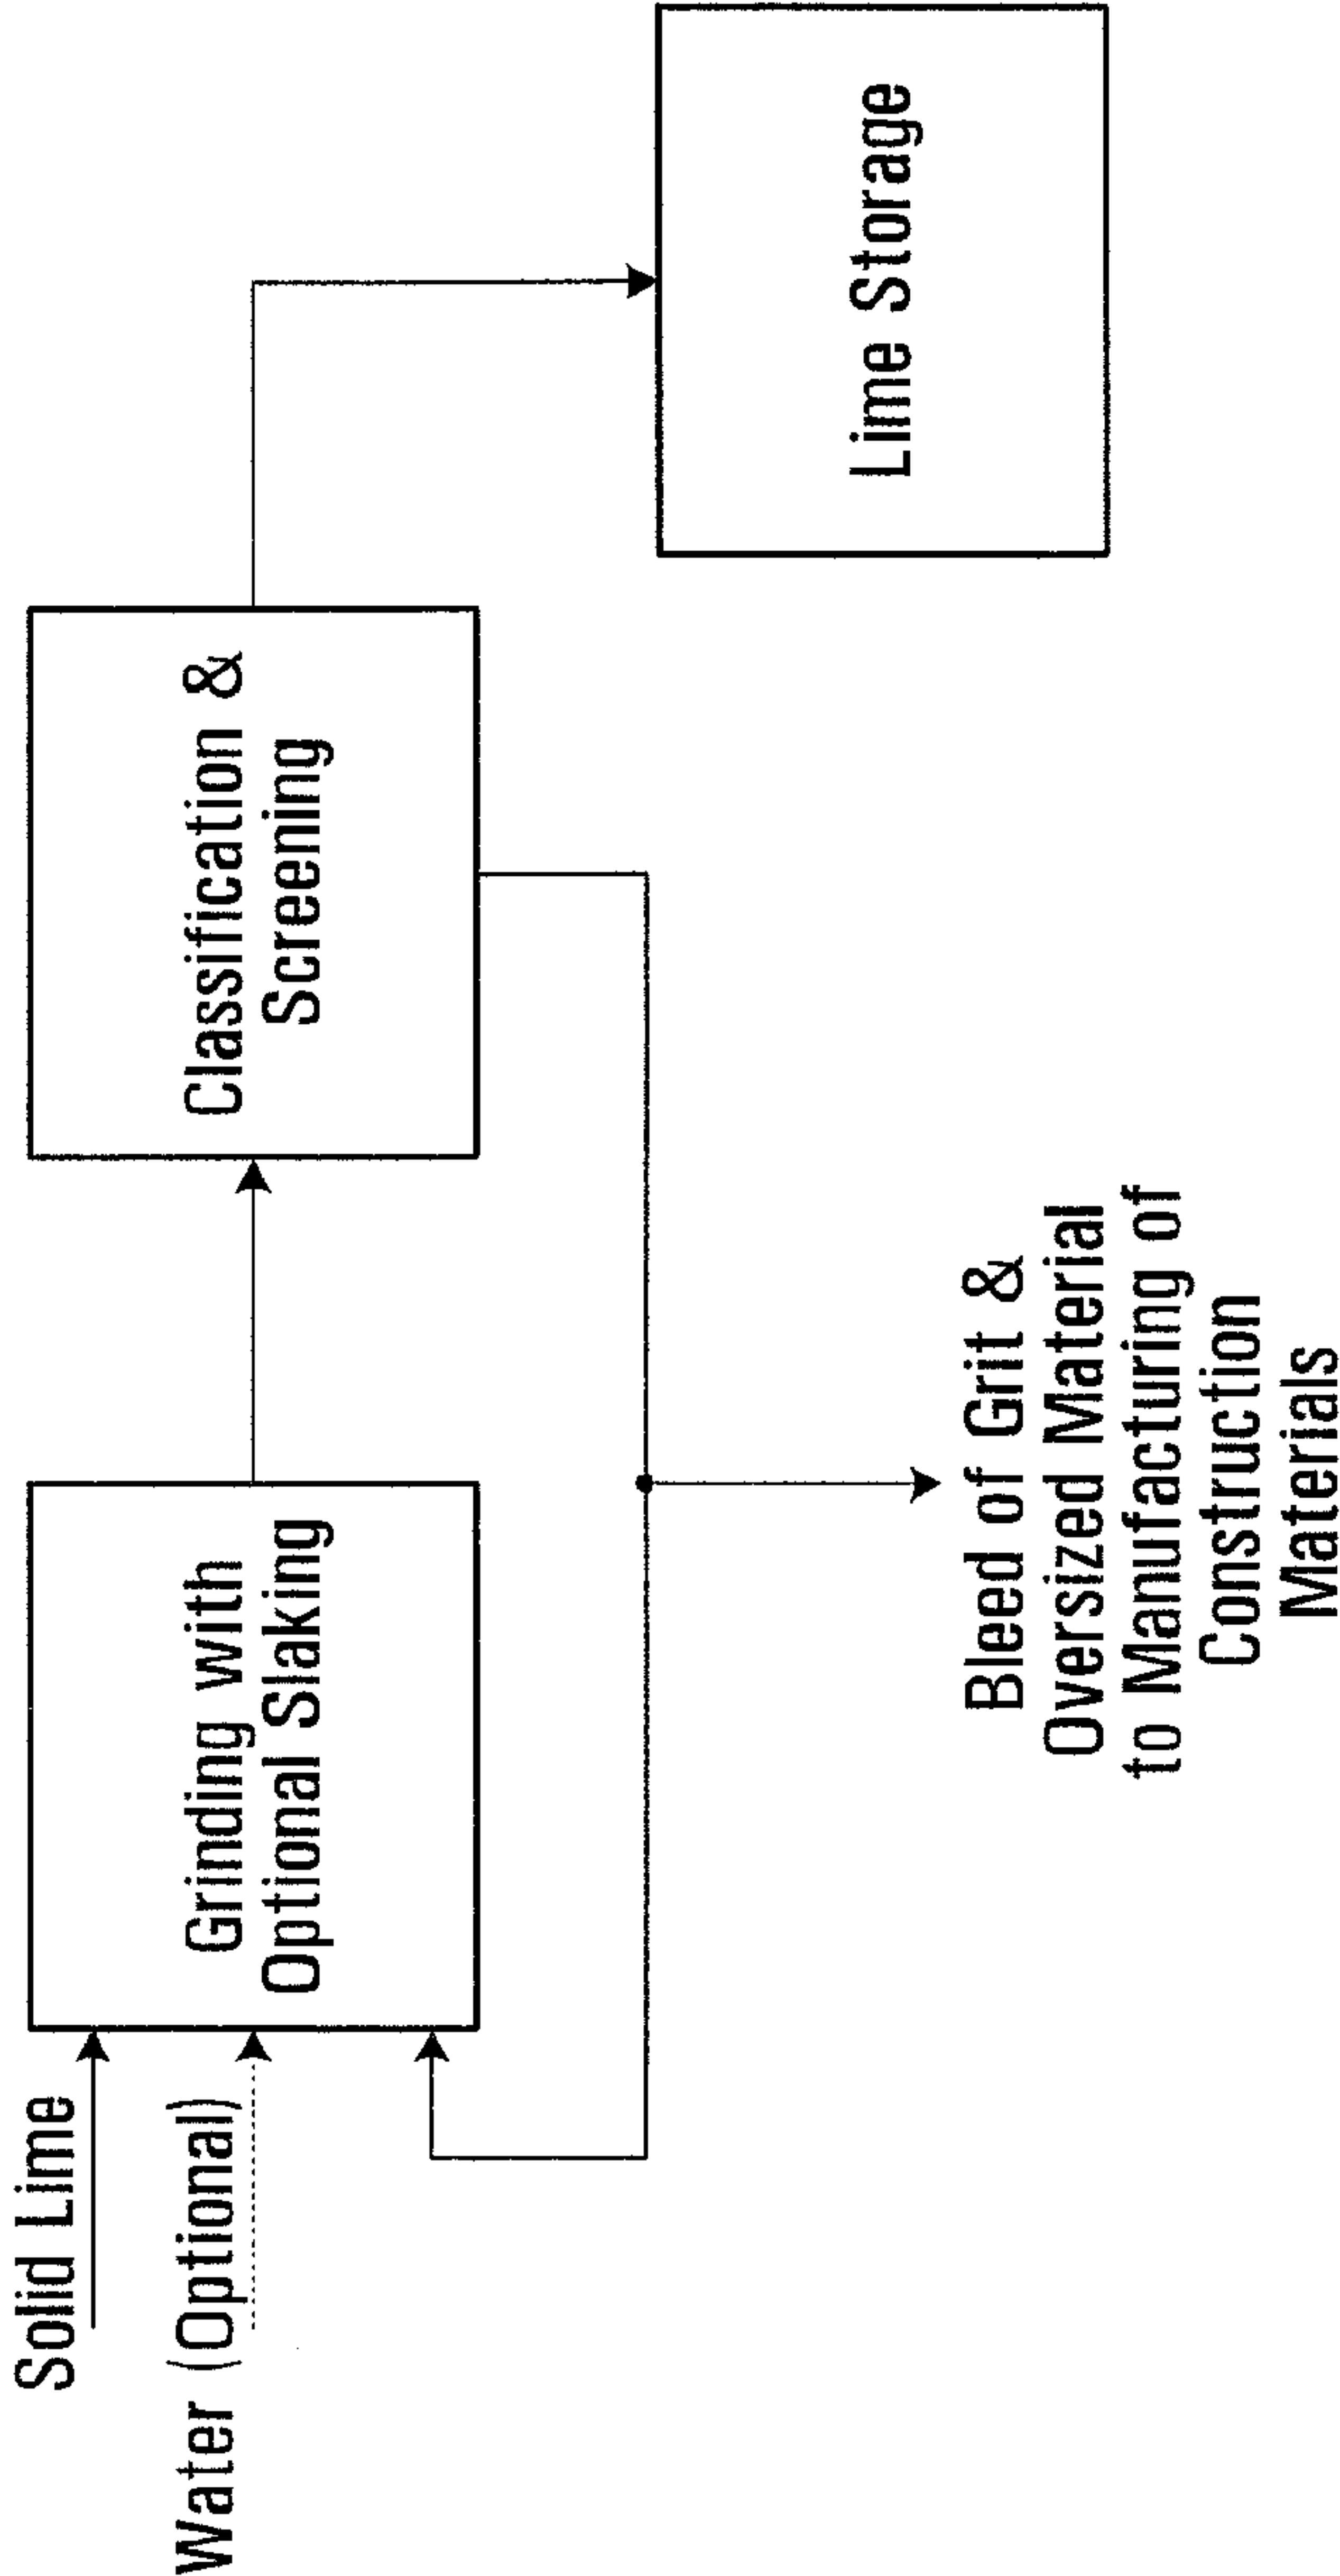 Solid Lime
Water (Optional)
Grinding with
Optional Slaking
Classification &
Screening
Lime Storage
Bleed of Grit &
Oversized Material
to Manufacturing of
Construction
Materials